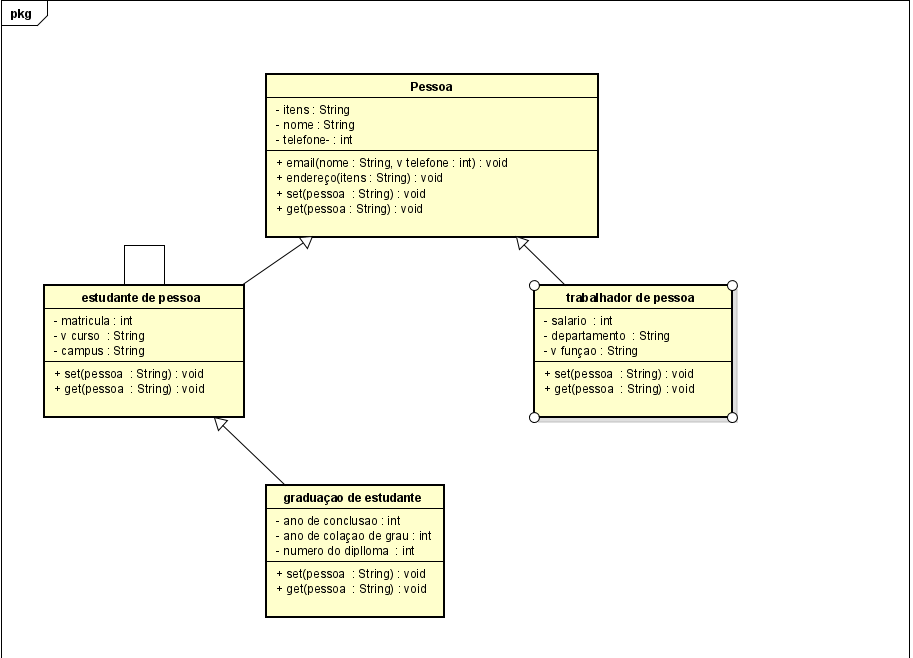 pkg
Pessoa
- itens : String
- nome : String
- telefone- : int
+ email(nome : String, v telefone : int) : void
+ endereço(itens : String) : void
+ set(pessoa : String) : void
+ get(pessoa : String) : void
estudante de pessoa
- matricula : int
- v curso : String
- campus : String
+ set(pessoa : String) : void
+ get(pessoa : String) : void
trabalhador de pessoa
- salario : int
- departamento : String
- v funçao : String
+ set(pessoa : String) : void
+ get(pessoa : String) : void
graduaçao de estudante
- ano de conclusao : int
- ano de colaçao de grau : int
- numero do diplloma : int
+ set(pessoa : String) : void
+ get(pessoa : String) : void